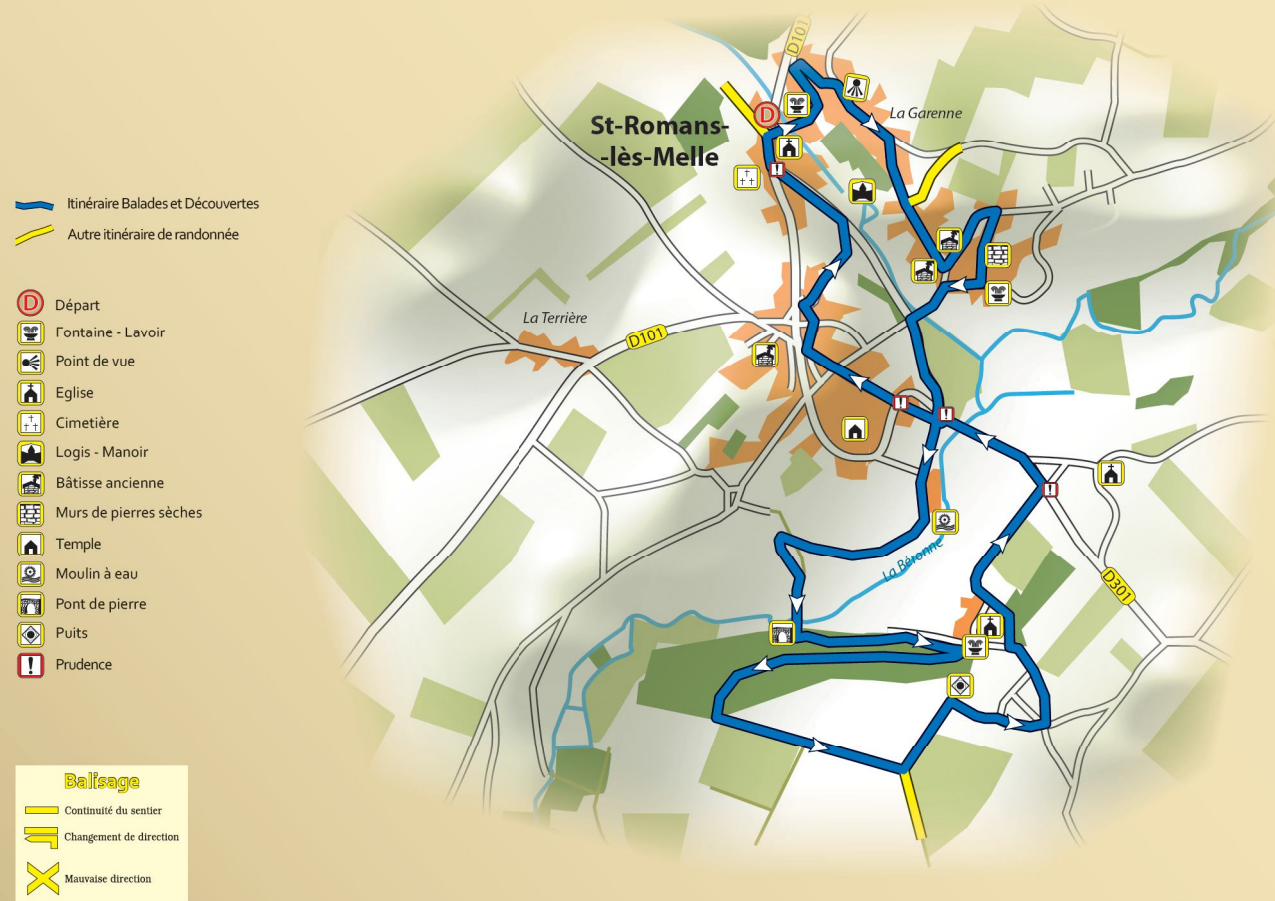 D101
D
La Garenne
St-Romans-
-lès-Melle
!
Itinéraire Balades et Découvertes
Autre itinéraire de randonnée
D Départ
Fontaine - Lavoir
Point de vue
Eglise
Cimetière
Logis - Manoir
Bâtisse ancienne
Murs de pierres sèches
Temple
Moulin à eau
Pont de pierre
Puits
! Prudence
La Terrière
D101
!
!
!
La Béronne
D301
Balisage
Continuité du sentier
Changement de direction
Mauvaise direction